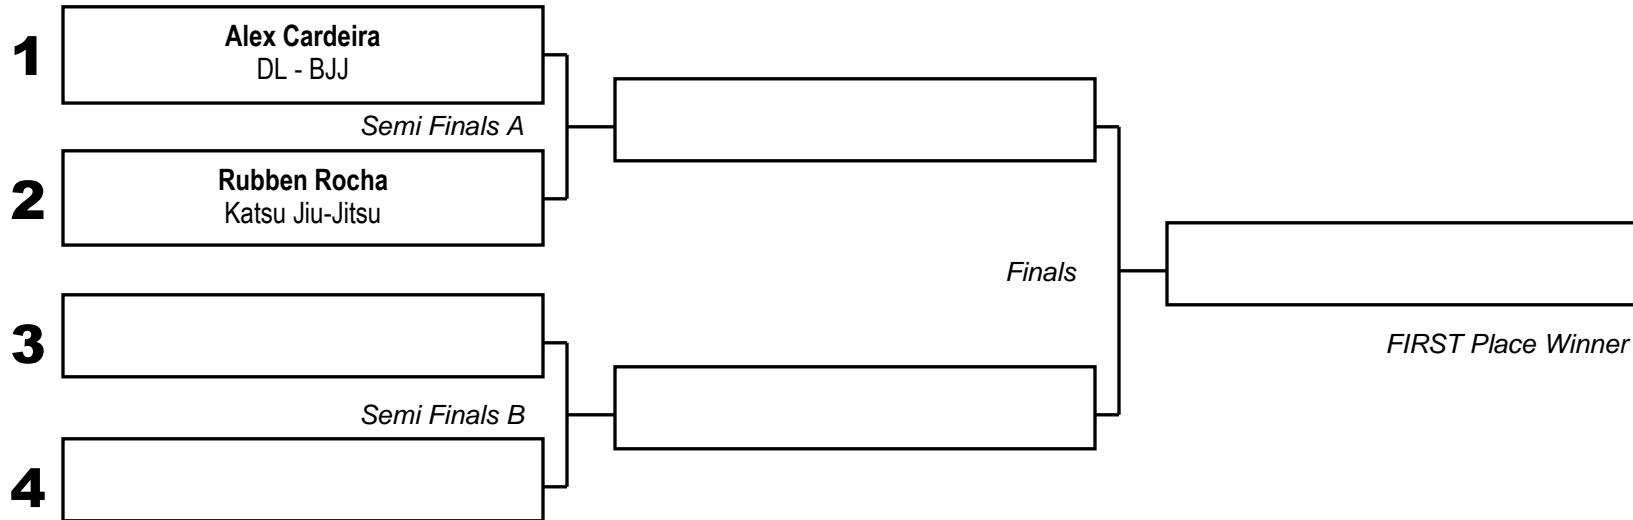 1
Alex Cardeira
DL - BJJ
Semi Finals A
2
Rubben Rocha
Katsu Jiu-Jitsu
Finals
3
FIRST Place Winner
Semi Finals B
4